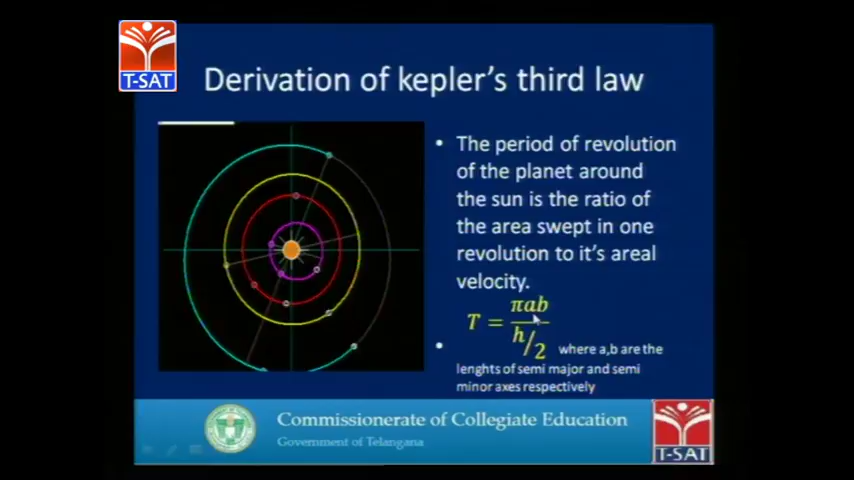 T-SAT
Derivation of kepler's third law
• The period of revolution
of the planet around
the sun is the ratio of
the area swept in one
revolution to it's areal
velocity.
T = πab / h/2
• where a,b are the
lenghts of semi major and semi
minor axes respectively
Commissionerate of Collegiate Education
Government of Telangana
T-SAT